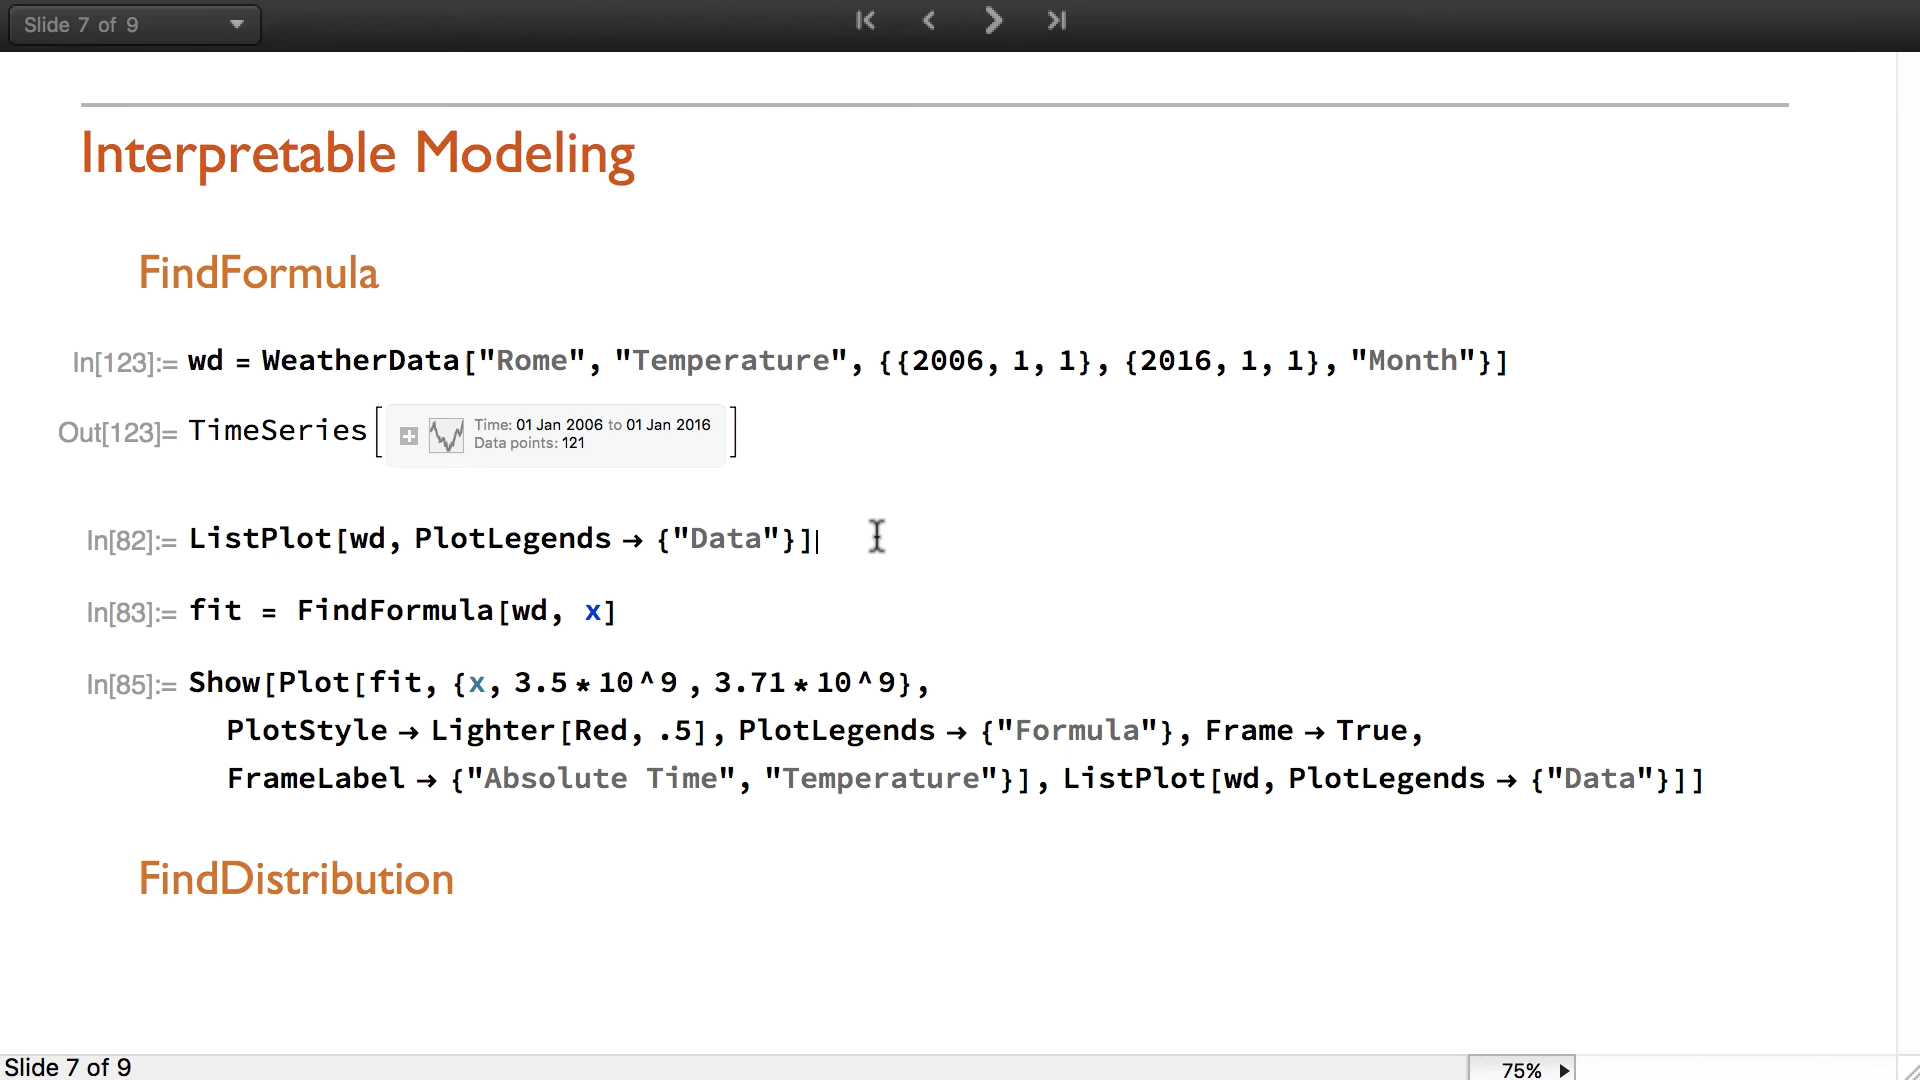 Slide 7 of 9
Interpretable Modeling
FindFormula
In[123]:= wd = WeatherData["Rome", "Temperature", {{2006, 1, 1}, {2016, 1, 1}, "Month"}]
Out[123]= TimeSeries[
Time: 01 Jan 2006 to 01 Jan 2016
Data points: 121
]
In[82]:= ListPlot[wd, PlotLegends → {"Data"}]
In[83]:= fit = FindFormula[wd, x]
In[85]:= Show[Plot[fit, {x, 3.5*10^9, 3.71*10^9},
PlotStyle → Lighter[Red, .5], PlotLegends → {"Formula"}, Frame → True,
FrameLabel → {"Absolute Time", "Temperature"}], ListPlot[wd, PlotLegends → {"Data"}]]
FindDistribution
Slide 7 of 9
75%